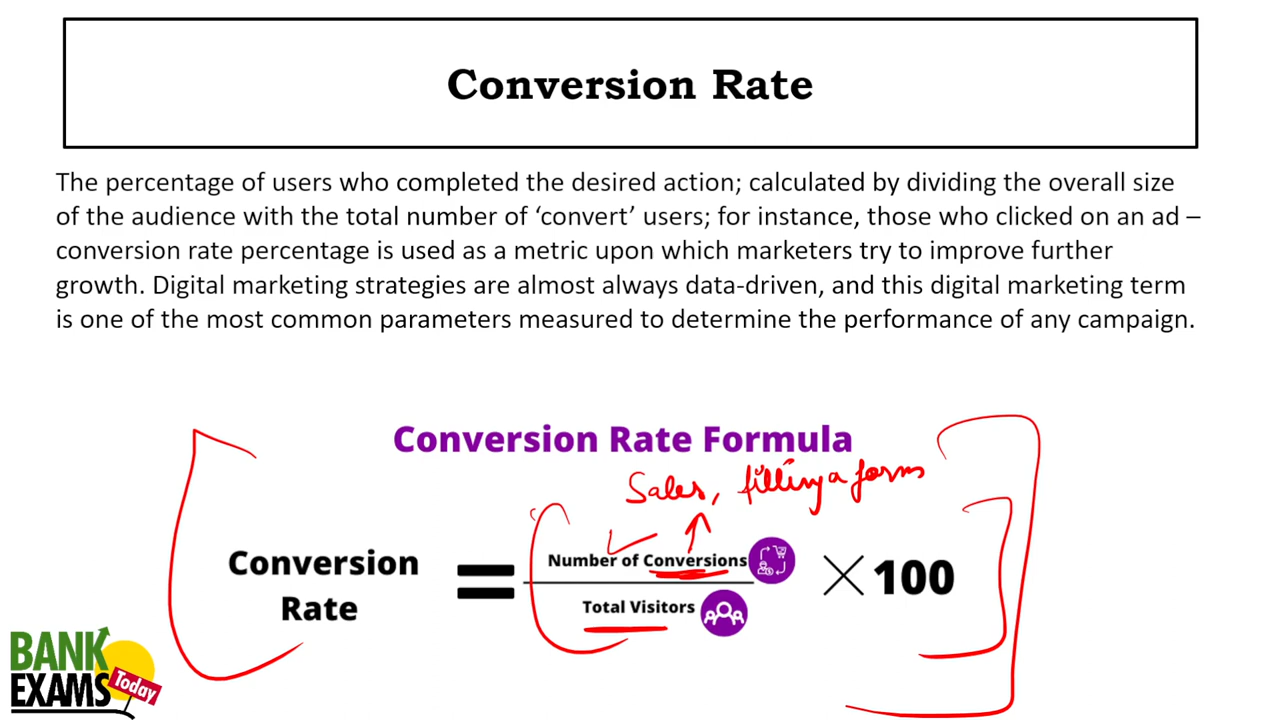 Conversion Rate
The percentage of users who completed the desired action; calculated by dividing the overall size
of the audience with the total number of ‘convert’ users; for instance, those who clicked on an ad –
conversion rate percentage is used as a metric upon which marketers try to improve further
growth. Digital marketing strategies are almost always data-driven, and this digital marketing term
is one of the most common parameters measured to determine the performance of any campaign.
Conversion Rate Formula
Sales, filling a form
Conversion
Rate
=
Number of Conversions
Total Visitors
× 100
BANK
EXAMS
Today